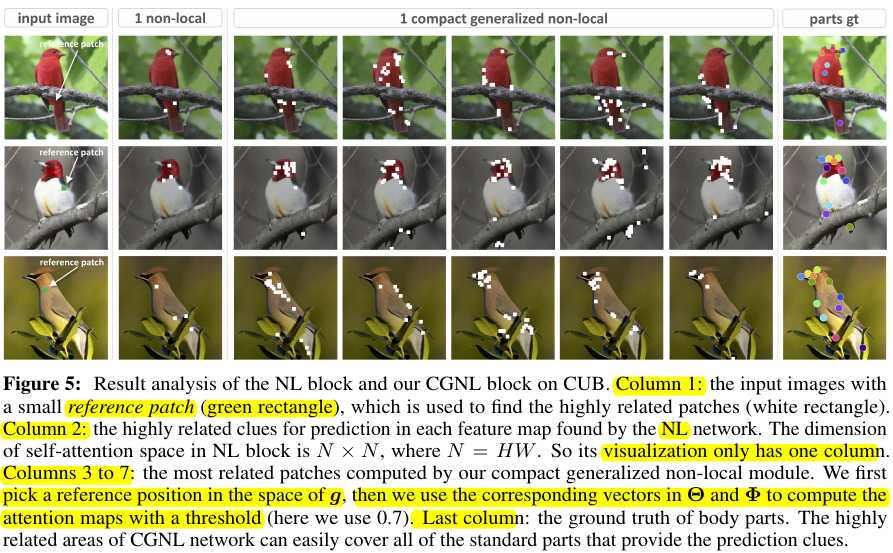 input image
1 non-local
1 compact generalized non-local
parts gt
reference patch
reference patch
reference patch
Figure 5: Result analysis of the NL block and our CGNL block on CUB. Column 1: the input images with
a small reference patch (green rectangle), which is used to find the highly related patches (white rectangle).
Column 2: the highly related clues for prediction in each feature map found by the NL network. The dimension
of self-attention space in NL block is N × N, where N = HW. So its visualization only has one column.
Columns 3 to 7: the most related patches computed by our compact generalized non-local module. We first
pick a reference position in the space of g, then we use the corresponding vectors in Θ and Φ to compute the
attention maps with a threshold (here we use 0.7). Last column: the ground truth of body parts. The highly
related areas of CGNL network can easily cover all of the standard parts that provide the prediction clues.